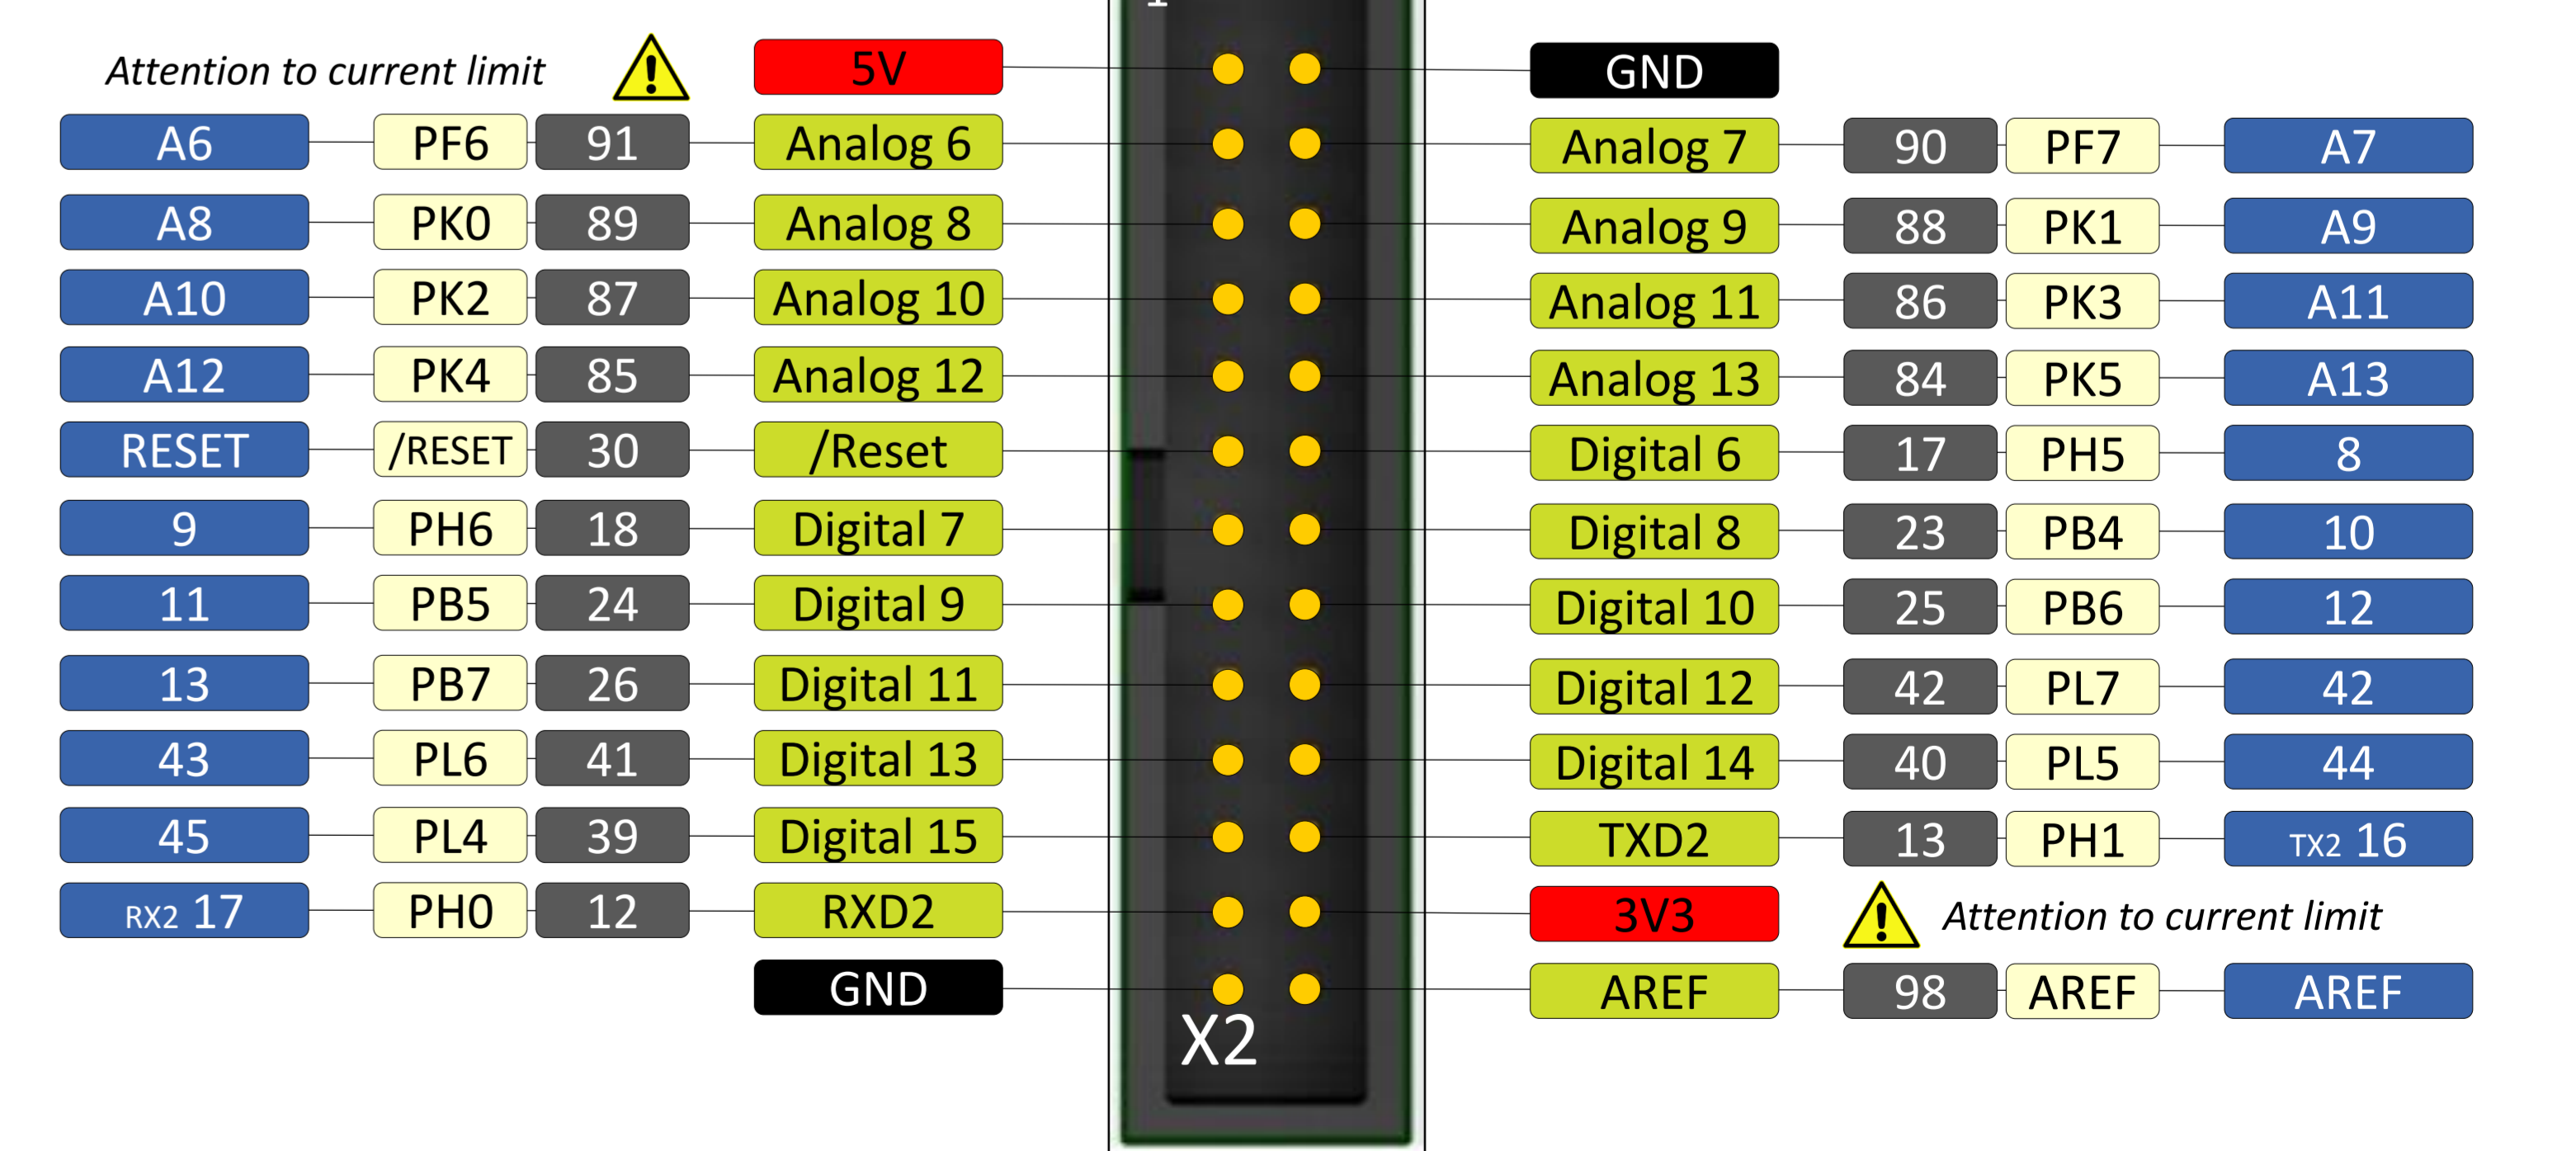 1
Attention to current limit 5V GND
A6 PF6 91 Analog 6 Analog 7 90 PF7 A7
A8 PK0 89 Analog 8 Analog 9 88 PK1 A9
A10 PK2 87 Analog 10 Analog 11 86 PK3 A11
A12 PK4 85 Analog 12 Analog 13 84 PK5 A13
RESET /RESET 30 /Reset Digital 6 17 PH5 8
9 PH6 18 Digital 7 Digital 8 23 PB4 10
11 PB5 24 Digital 9 Digital 10 25 PB6 12
13 PB7 26 Digital 11 Digital 12 42 PL7 42
43 PL6 41 Digital 13 Digital 14 40 PL5 44
45 PL4 39 Digital 15 TXD2 13 PH1 TX2 16
RX2 17 PH0 12 RXD2 3V3 Attention to current limit
GND AREF 98 AREF AREF
X2